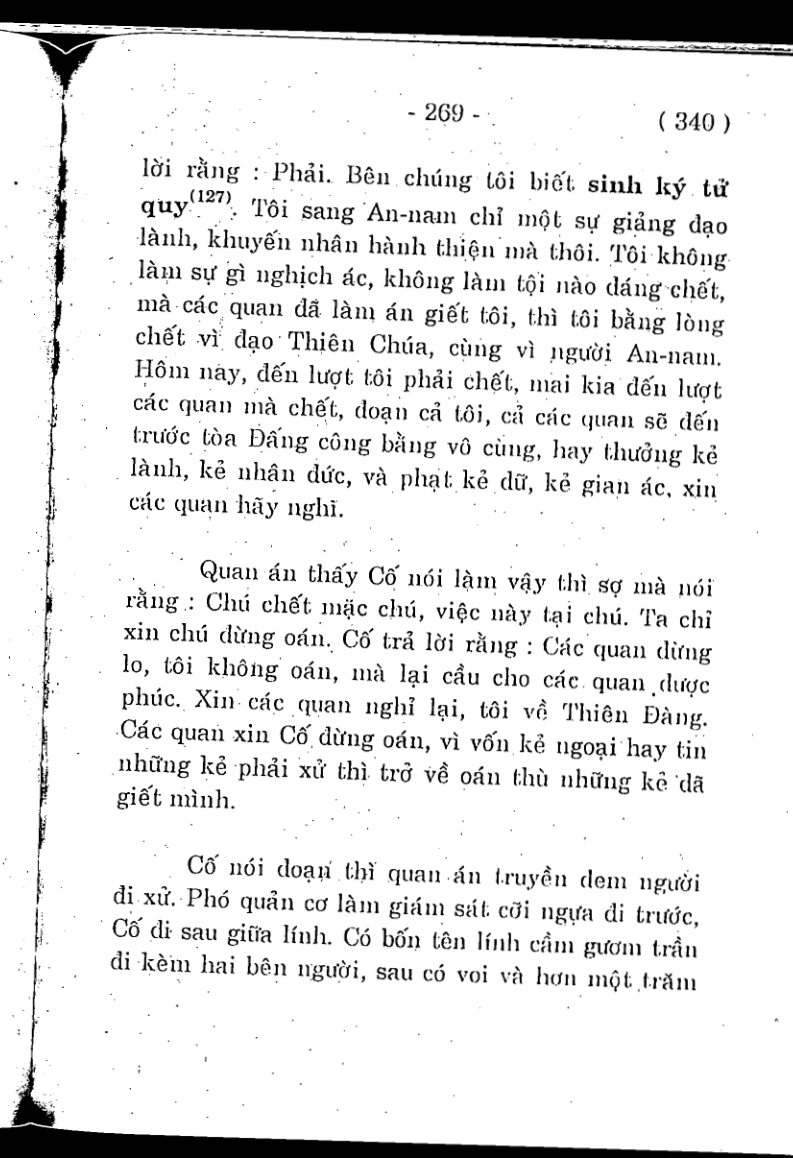 - 269 - ( 340 )
lời rằng : Phải. Bên chúng tôi biết sinh ký tử
quy(127). Tôi sang An-nam chỉ một sự giảng đạo
lành, khuyến nhân hành thiện mà thôi. Tôi không
làm sự gì nghịch ác, không làm tội nào đáng chết,
mà các quan đã làm án giết tôi, thì tôi bằng lòng
chết vì đạo Thiên Chúa, cùng vì người An-nam.
Hôm nay, đến lượt tôi phải chết, mai kia đến lượt
các quan mà chết, đoạn cả tôi, cả các quan sẽ đến
trước tòa Đấng công bằng vô cùng, hay thưởng kẻ
lành, kẻ nhân đức, và phạt kẻ dữ, kẻ gian ác, xin
các quan hãy nghĩ.
Quan án thấy Cố nói làm vậy thì sợ mà nói
rằng : Chú chết mặc chú, việc này tại chú. Ta chỉ
xin chú đừng oán. Cố trả lời rằng : Các quan đừng
lo, tôi không oán, mà lại cầu cho các quan được
phúc. Xin các quan nghỉ lại, tôi về Thiên Đàng.
Các quan xin Cố đừng oán, vì vốn kẻ ngoại hay tin
những kẻ phải xử thì trở về oán thù những kẻ đã
giết mình.
Cố nói đoạn thì quan án truyền đem người
đi xử. Phó quản cơ làm giám sát cỡi ngựa đi trước,
Cố đi sau giữa lính. Có bốn tên lính cầm gươm trần
đi kèm hai bên người, sau có voi và hơn một trăm